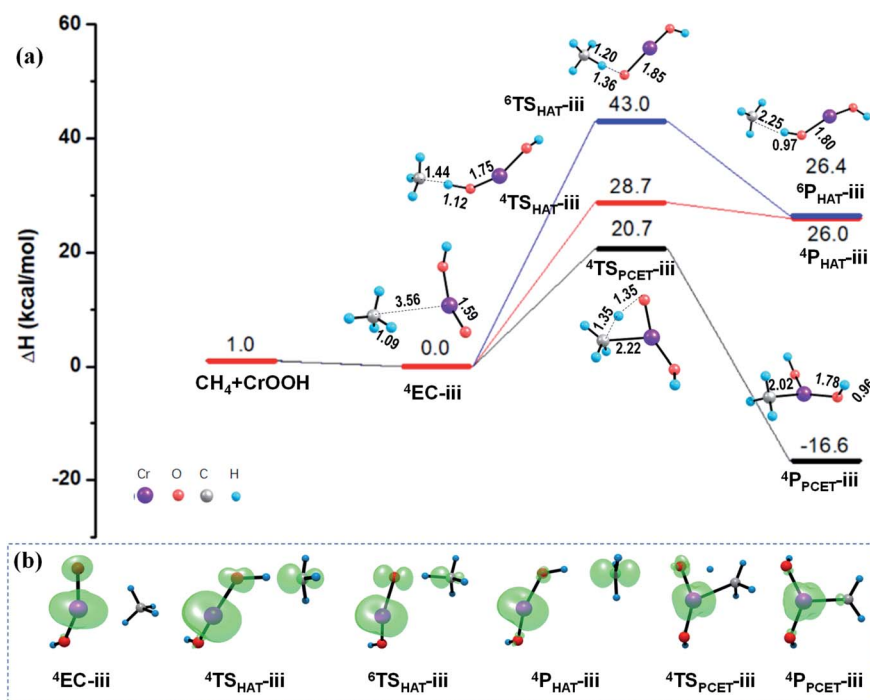 (a)
ΔH (kcal/mol)
60
40
20
0
-20
1.20
1.36
1.85
⁶TS_HAT-iii
43.0
2.25
0.97
1.80
26.4
⁶P_HAT-iii
1.44
1.75
1.12
⁴TS_HAT-iii
28.7
26.0
⁴P_HAT-iii
20.7
⁴TS_PCET-iii
3.56
1.59
1.09
1.35
1.35
2.22
1.0
CH₄+CrOOH
0.0
⁴EC-iii
2.02
1.78
0.96
-16.6
⁴P_PCET-iii
Cr O C H
(b)
⁴EC-iii ⁴TS_HAT-iii ⁶TS_HAT-iii ⁴P_HAT-iii ⁴TS_PCET-iii ⁴P_PCET-iii